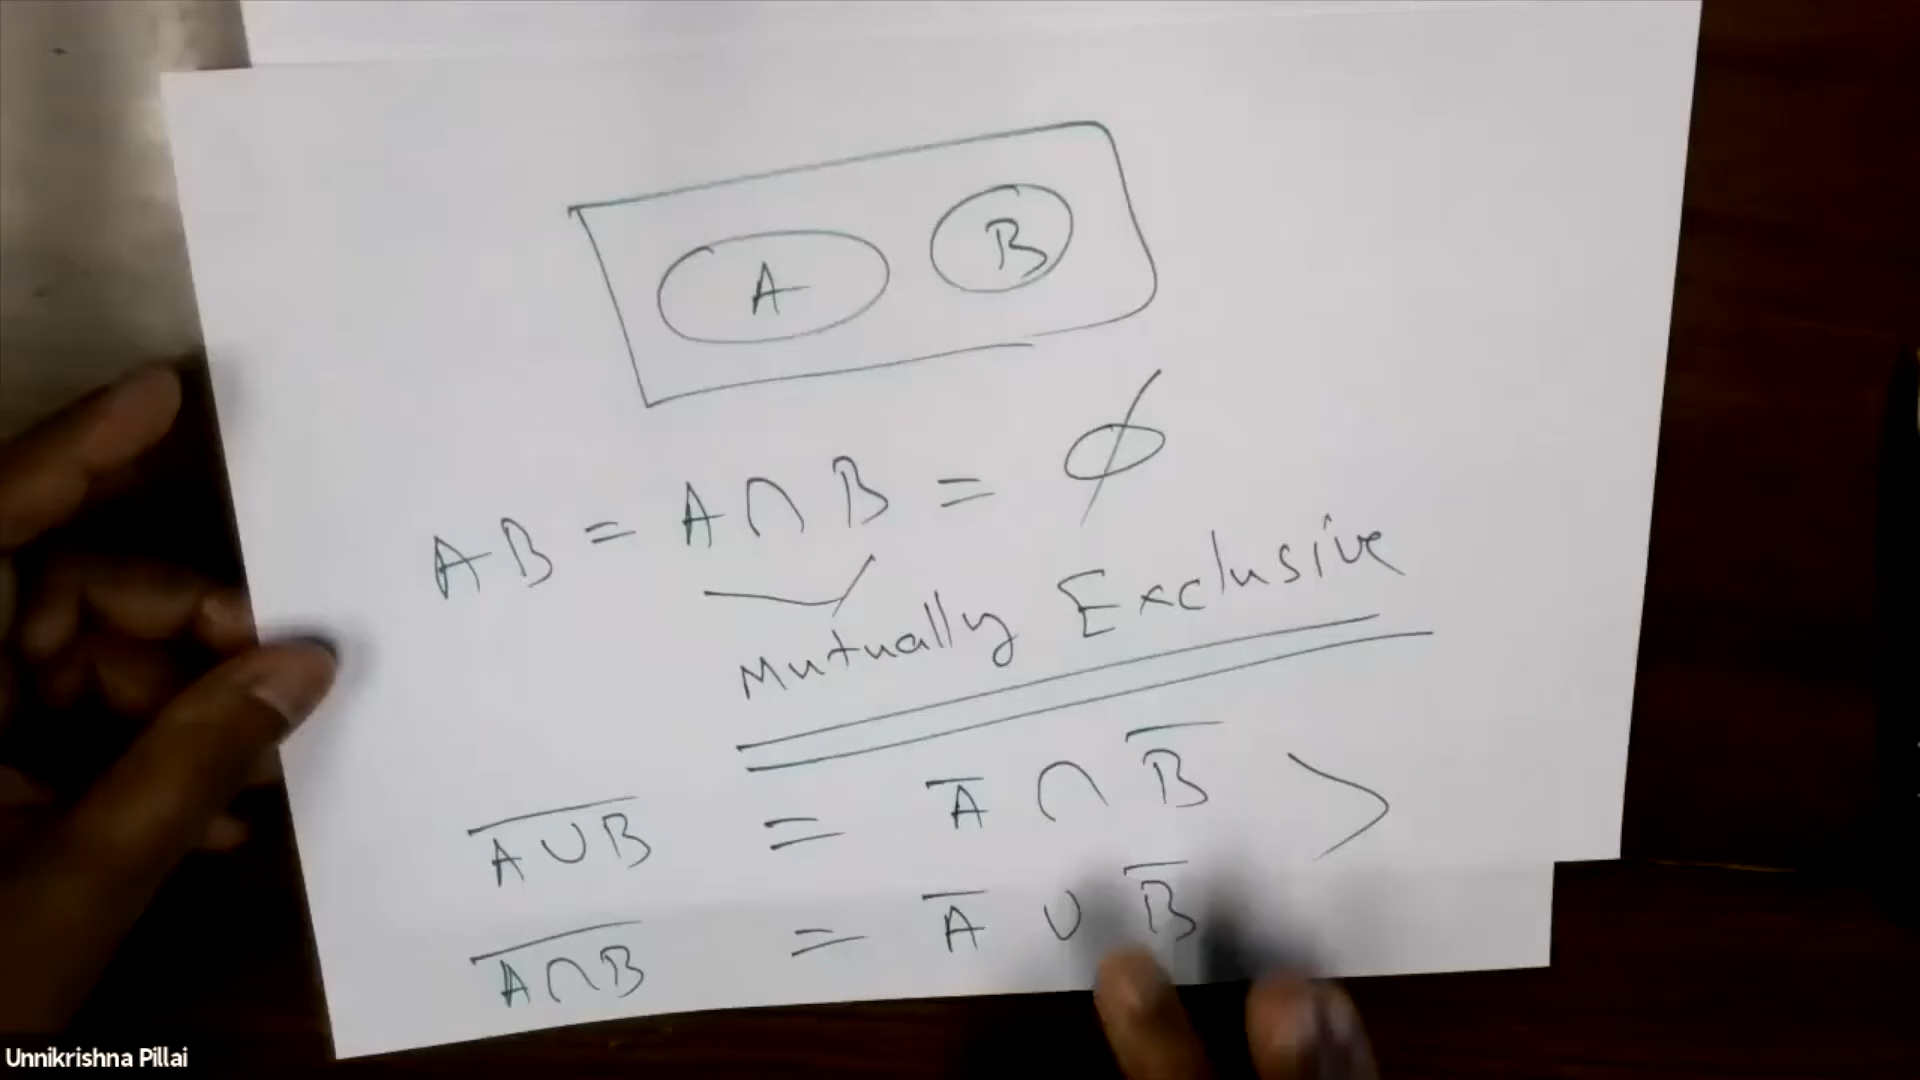 A B
AB = A∩B = ϕ
Mutually Exclusive
A̅∪̅B̅ = A̅ ∩ B̅ >
A̅∩̅B̅ = A̅ ∪ B̅
Unnikrishna Pillai